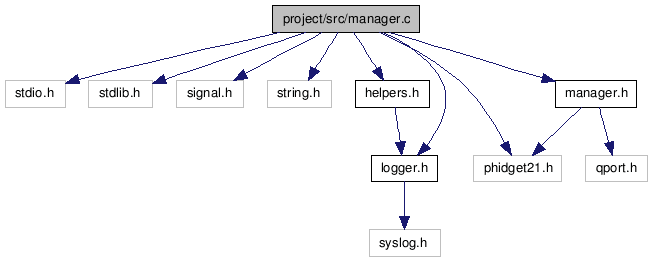 project/src/manager.c
stdio.h
stdlib.h
signal.h
string.h
helpers.h
manager.h
logger.h
phidget21.h
qport.h
syslog.h